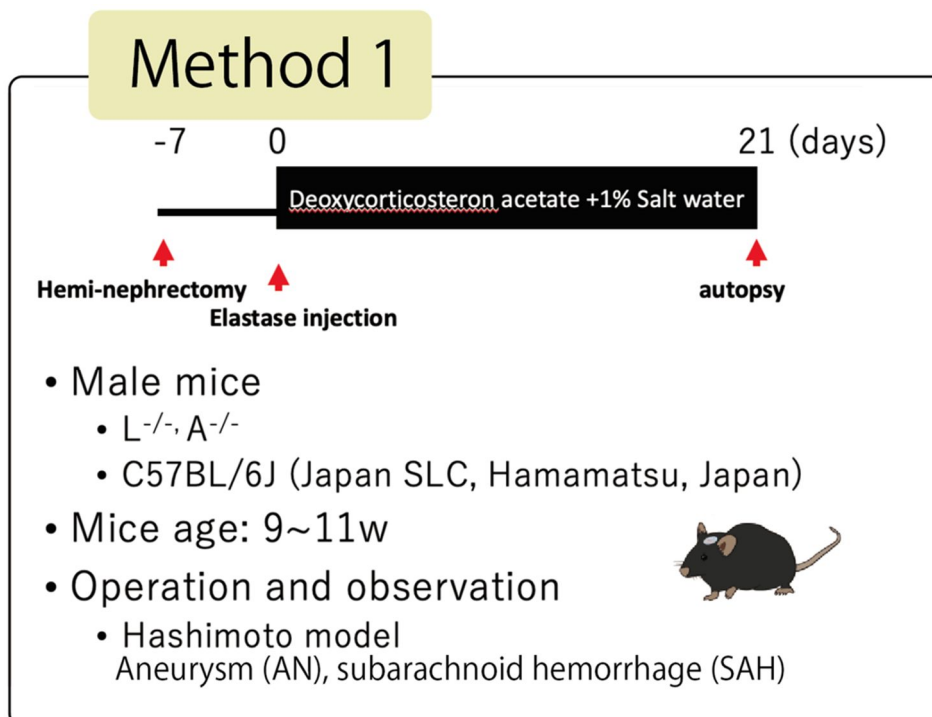 Method 1
-7 0 21 (days)
Deoxycorticosteron acetate +1% Salt water
Hemi-nephrectomy
Elastase injection
autopsy
• Male mice
• L-/-, A-/-
• C57BL/6J (Japan SLC, Hamamatsu, Japan)
• Mice age: 9~11w
• Operation and observation
• Hashimoto model
Aneurysm (AN), subarachnoid hemorrhage (SAH)